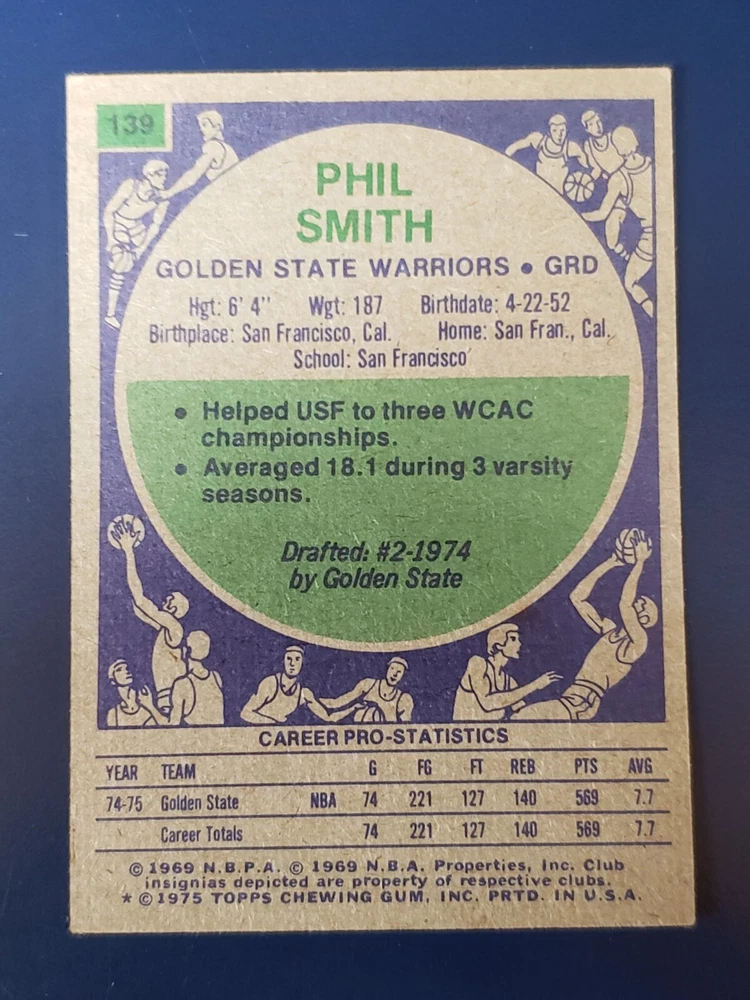 139
PHIL
SMITH
GOLDEN STATE WARRIORS • GRD
Hgt: 6' 4" Wgt: 187 Birthdate: 4-22-52
Birthplace: San Francisco, Cal. Home: San Fran., Cal.
School: San Francisco
• Helped USF to three WCAC
championships.
• Averaged 18.1 during 3 varsity
seasons.
Drafted: #2-1974
by Golden State
CAREER PRO-STATISTICS
YEAR TEAM G FG FT REB PTS AVG
74-75 Golden State NBA 74 221 127 140 569 7.7
Career Totals 74 221 127 140 569 7.7
© 1969 N.B.P.A. © 1969 N.B.A. Properties, Inc. Club
insignias depicted are property of respective clubs.
* © 1975 TOPPS CHEWING GUM, INC. PRTD. IN U.S.A.